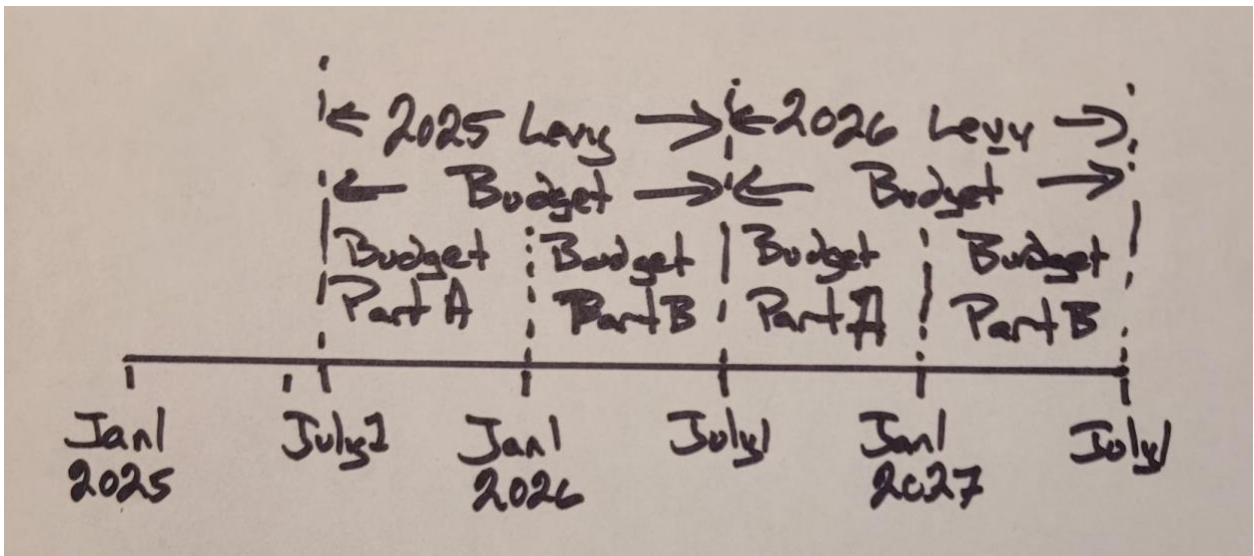 2025 Levy 2026 Levy
Budget Budget
Budget Budget Budget Budget
Part A Part B Part A Part B
Jan 1 July 1 Jan 1 July 1 Jan 1 July 1
2025 2026 2027